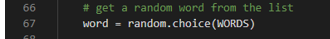 66 # get a random word from the list
67 word = random.choice(WORDS)
68